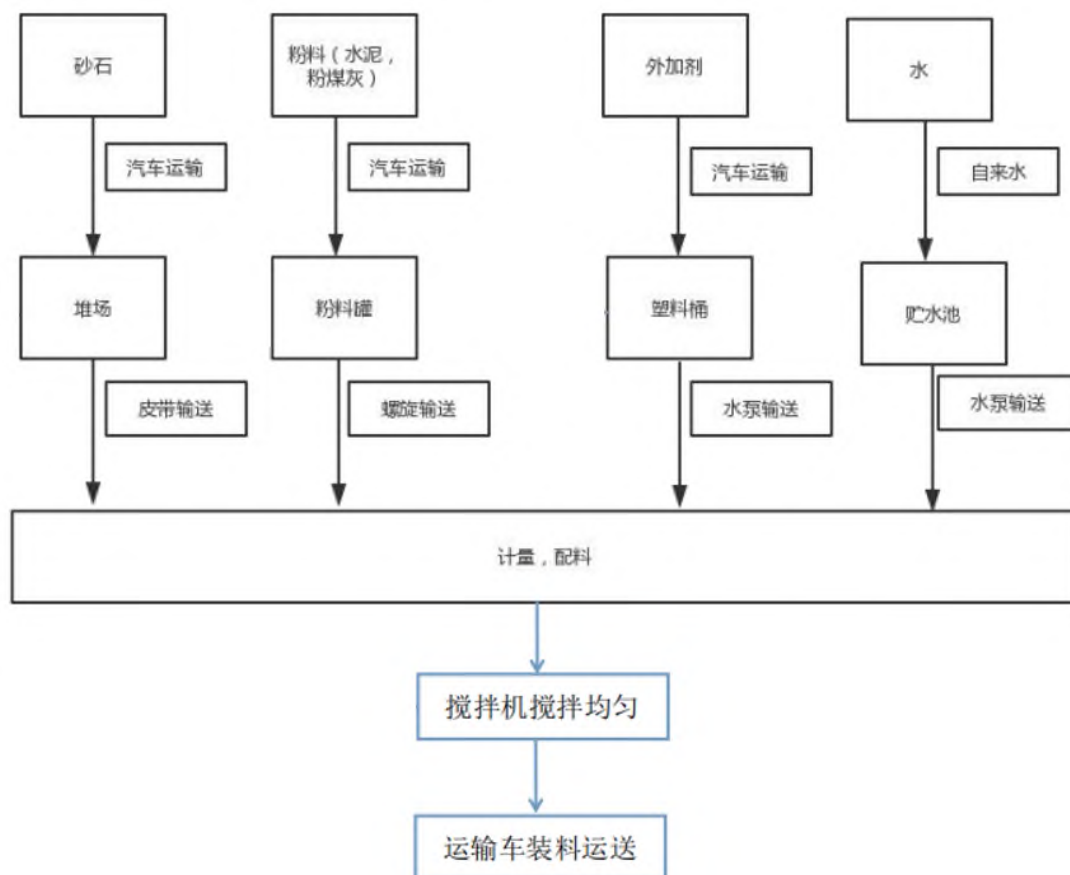 砂石
粉料（水泥，
粉煤灰）
外加剂
水
汽车运输
汽车运输
汽车运输
自来水
堆场
粉料罐
塑料桶
贮水池
皮带输送
螺旋输送
水泵输送
水泵输送
计量，配料
搅拌机搅拌均匀
运输车装料运送